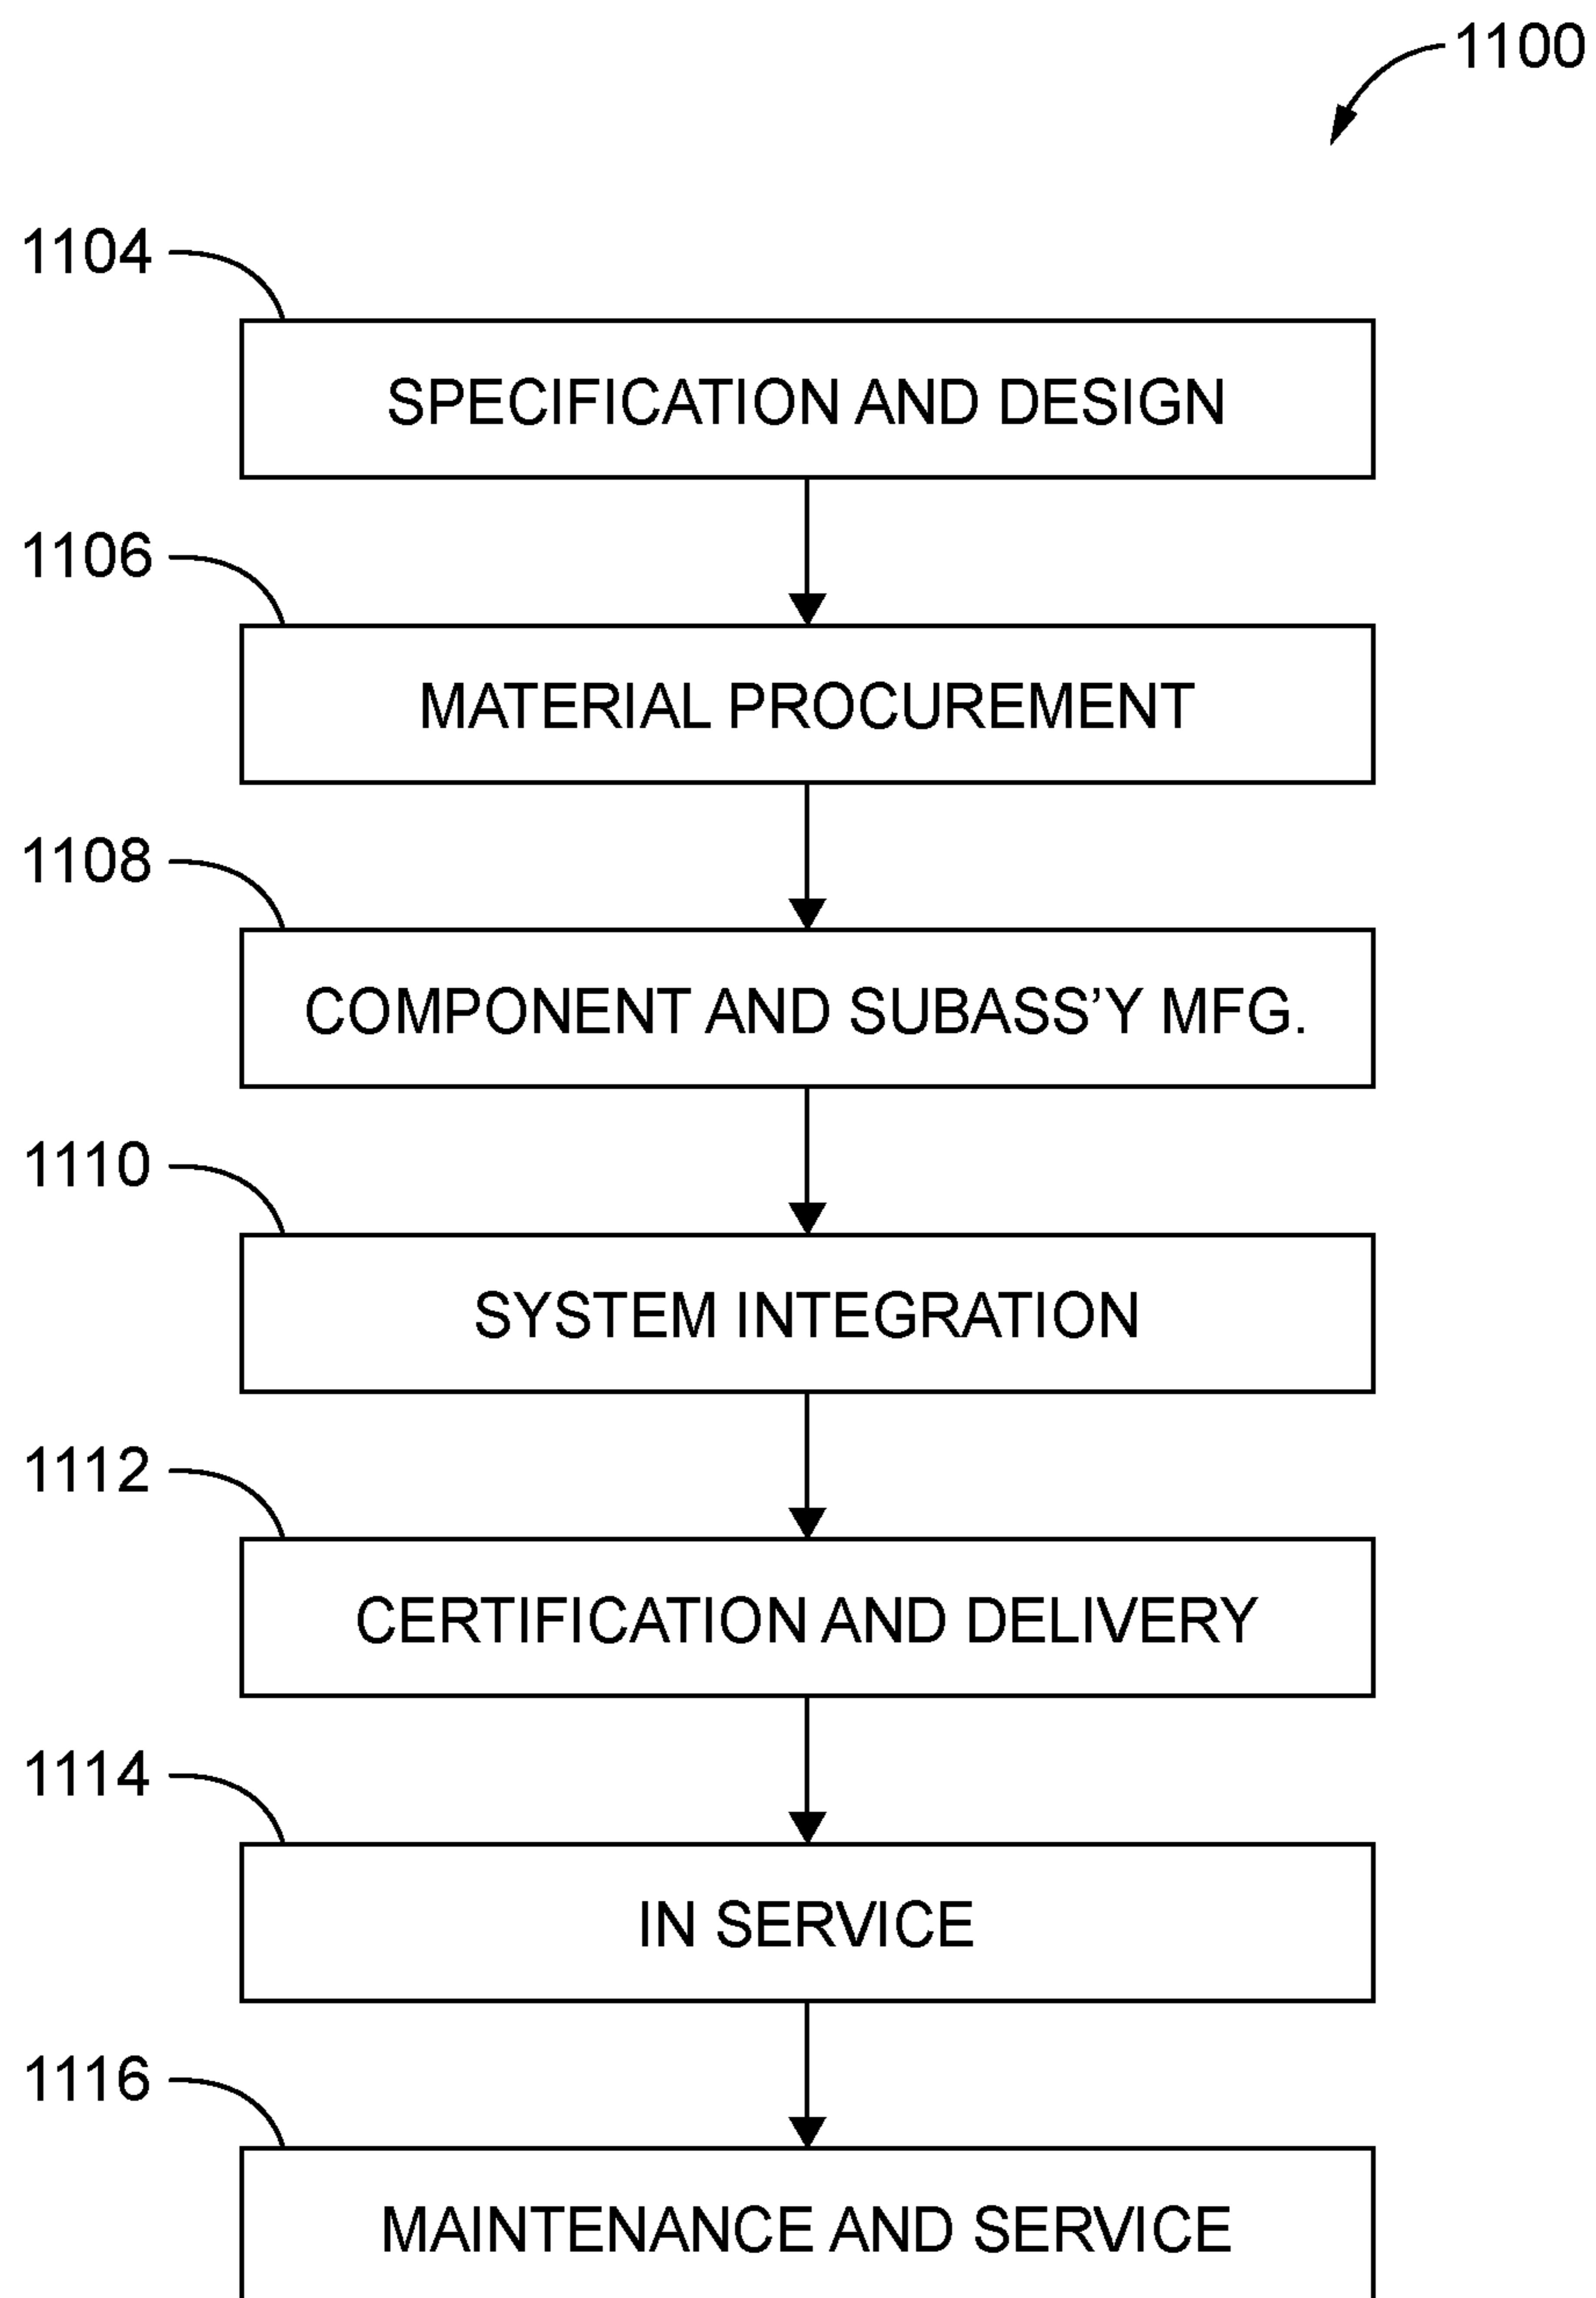 1100
1104
SPECIFICATION AND DESIGN
1106
MATERIAL PROCUREMENT
1108
COMPONENT AND SUBASS’Y MFG.
1110
SYSTEM INTEGRATION
1112
CERTIFICATION AND DELIVERY
1114
IN SERVICE
1116
MAINTENANCE AND SERVICE